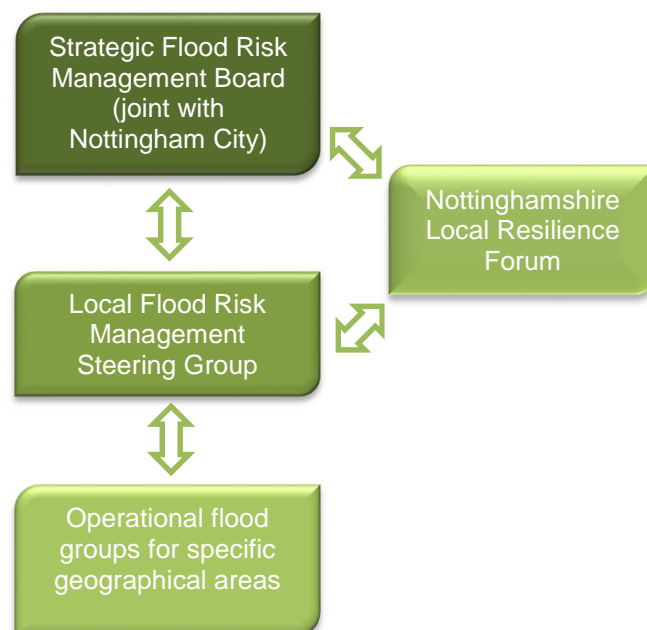 Strategic Flood Risk
Management Board
(joint with
Nottingham City)
Nottinghamshire
Local Resilience
Forum
Local Flood Risk
Management
Steering Group
Operational flood
groups for specific
geographical areas